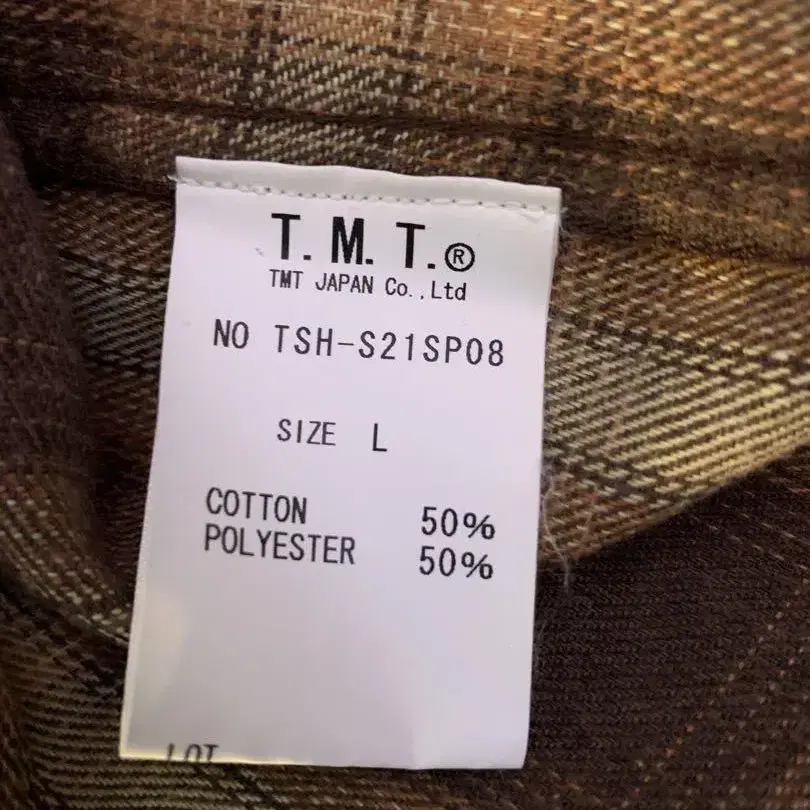 T.M.T.®
TMT JAPAN Co.,Ltd
NO TSH-S21SP08
SIZE L
COTTON 50%
POLYESTER 50%
LOT